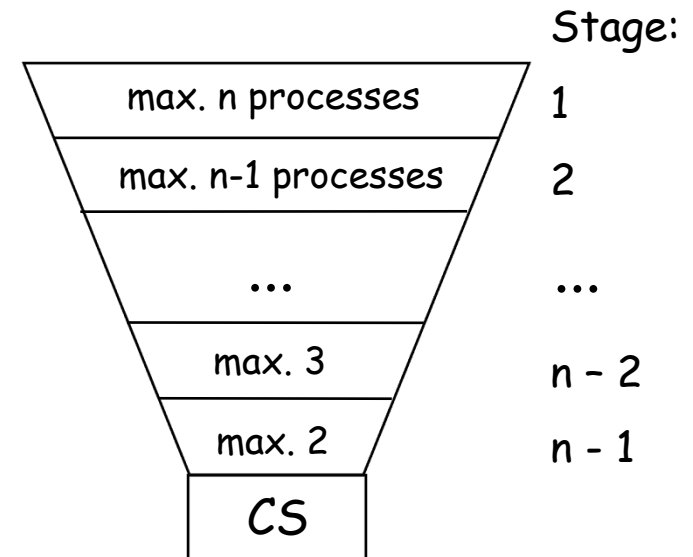 Stage:
max. n processes 1
max. n-1 processes 2
... ...
max. 3 n - 2
max. 2 n - 1
CS